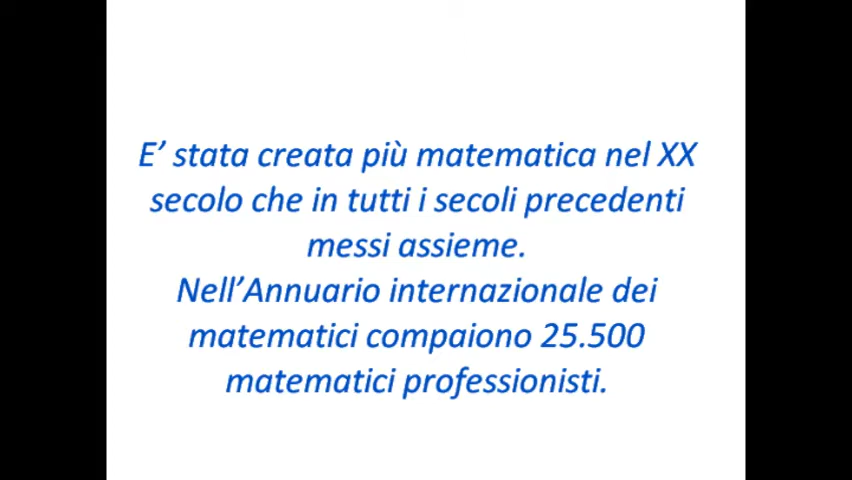 E’ stata creata più matematica nel XX
secolo che in tutti i secoli precedenti
messi assieme.
Nell’Annuario internazionale dei
matematici compaiono 25.500
matematici professionisti.